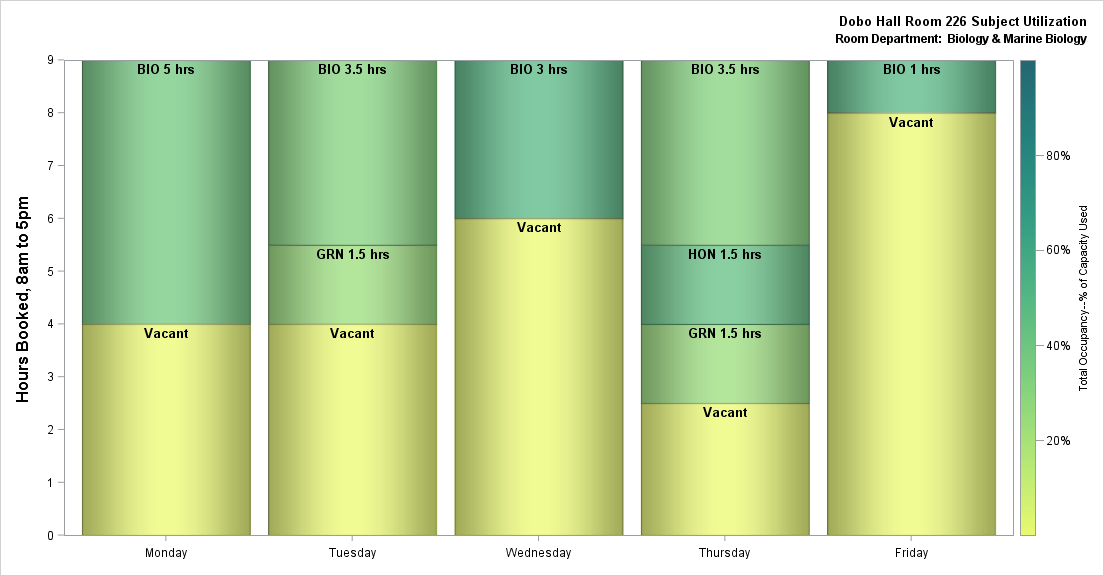 Dobo Hall Room 226 Subject Utilization
Room Department: Biology & Marine Biology
Hours Booked, 8am to 5pm
9
8
7
6
5
4
3
2
1
0
BIO 5 hrs
Vacant
BIO 3.5 hrs
GRN 1.5 hrs
Vacant
BIO 3 hrs
Vacant
BIO 3.5 hrs
HON 1.5 hrs
GRN 1.5 hrs
Vacant
BIO 1 hrs
Vacant
Monday
Tuesday
Wednesday
Thursday
Friday
80%
60%
40%
20%
Total Occupancy--% of Capacity Used